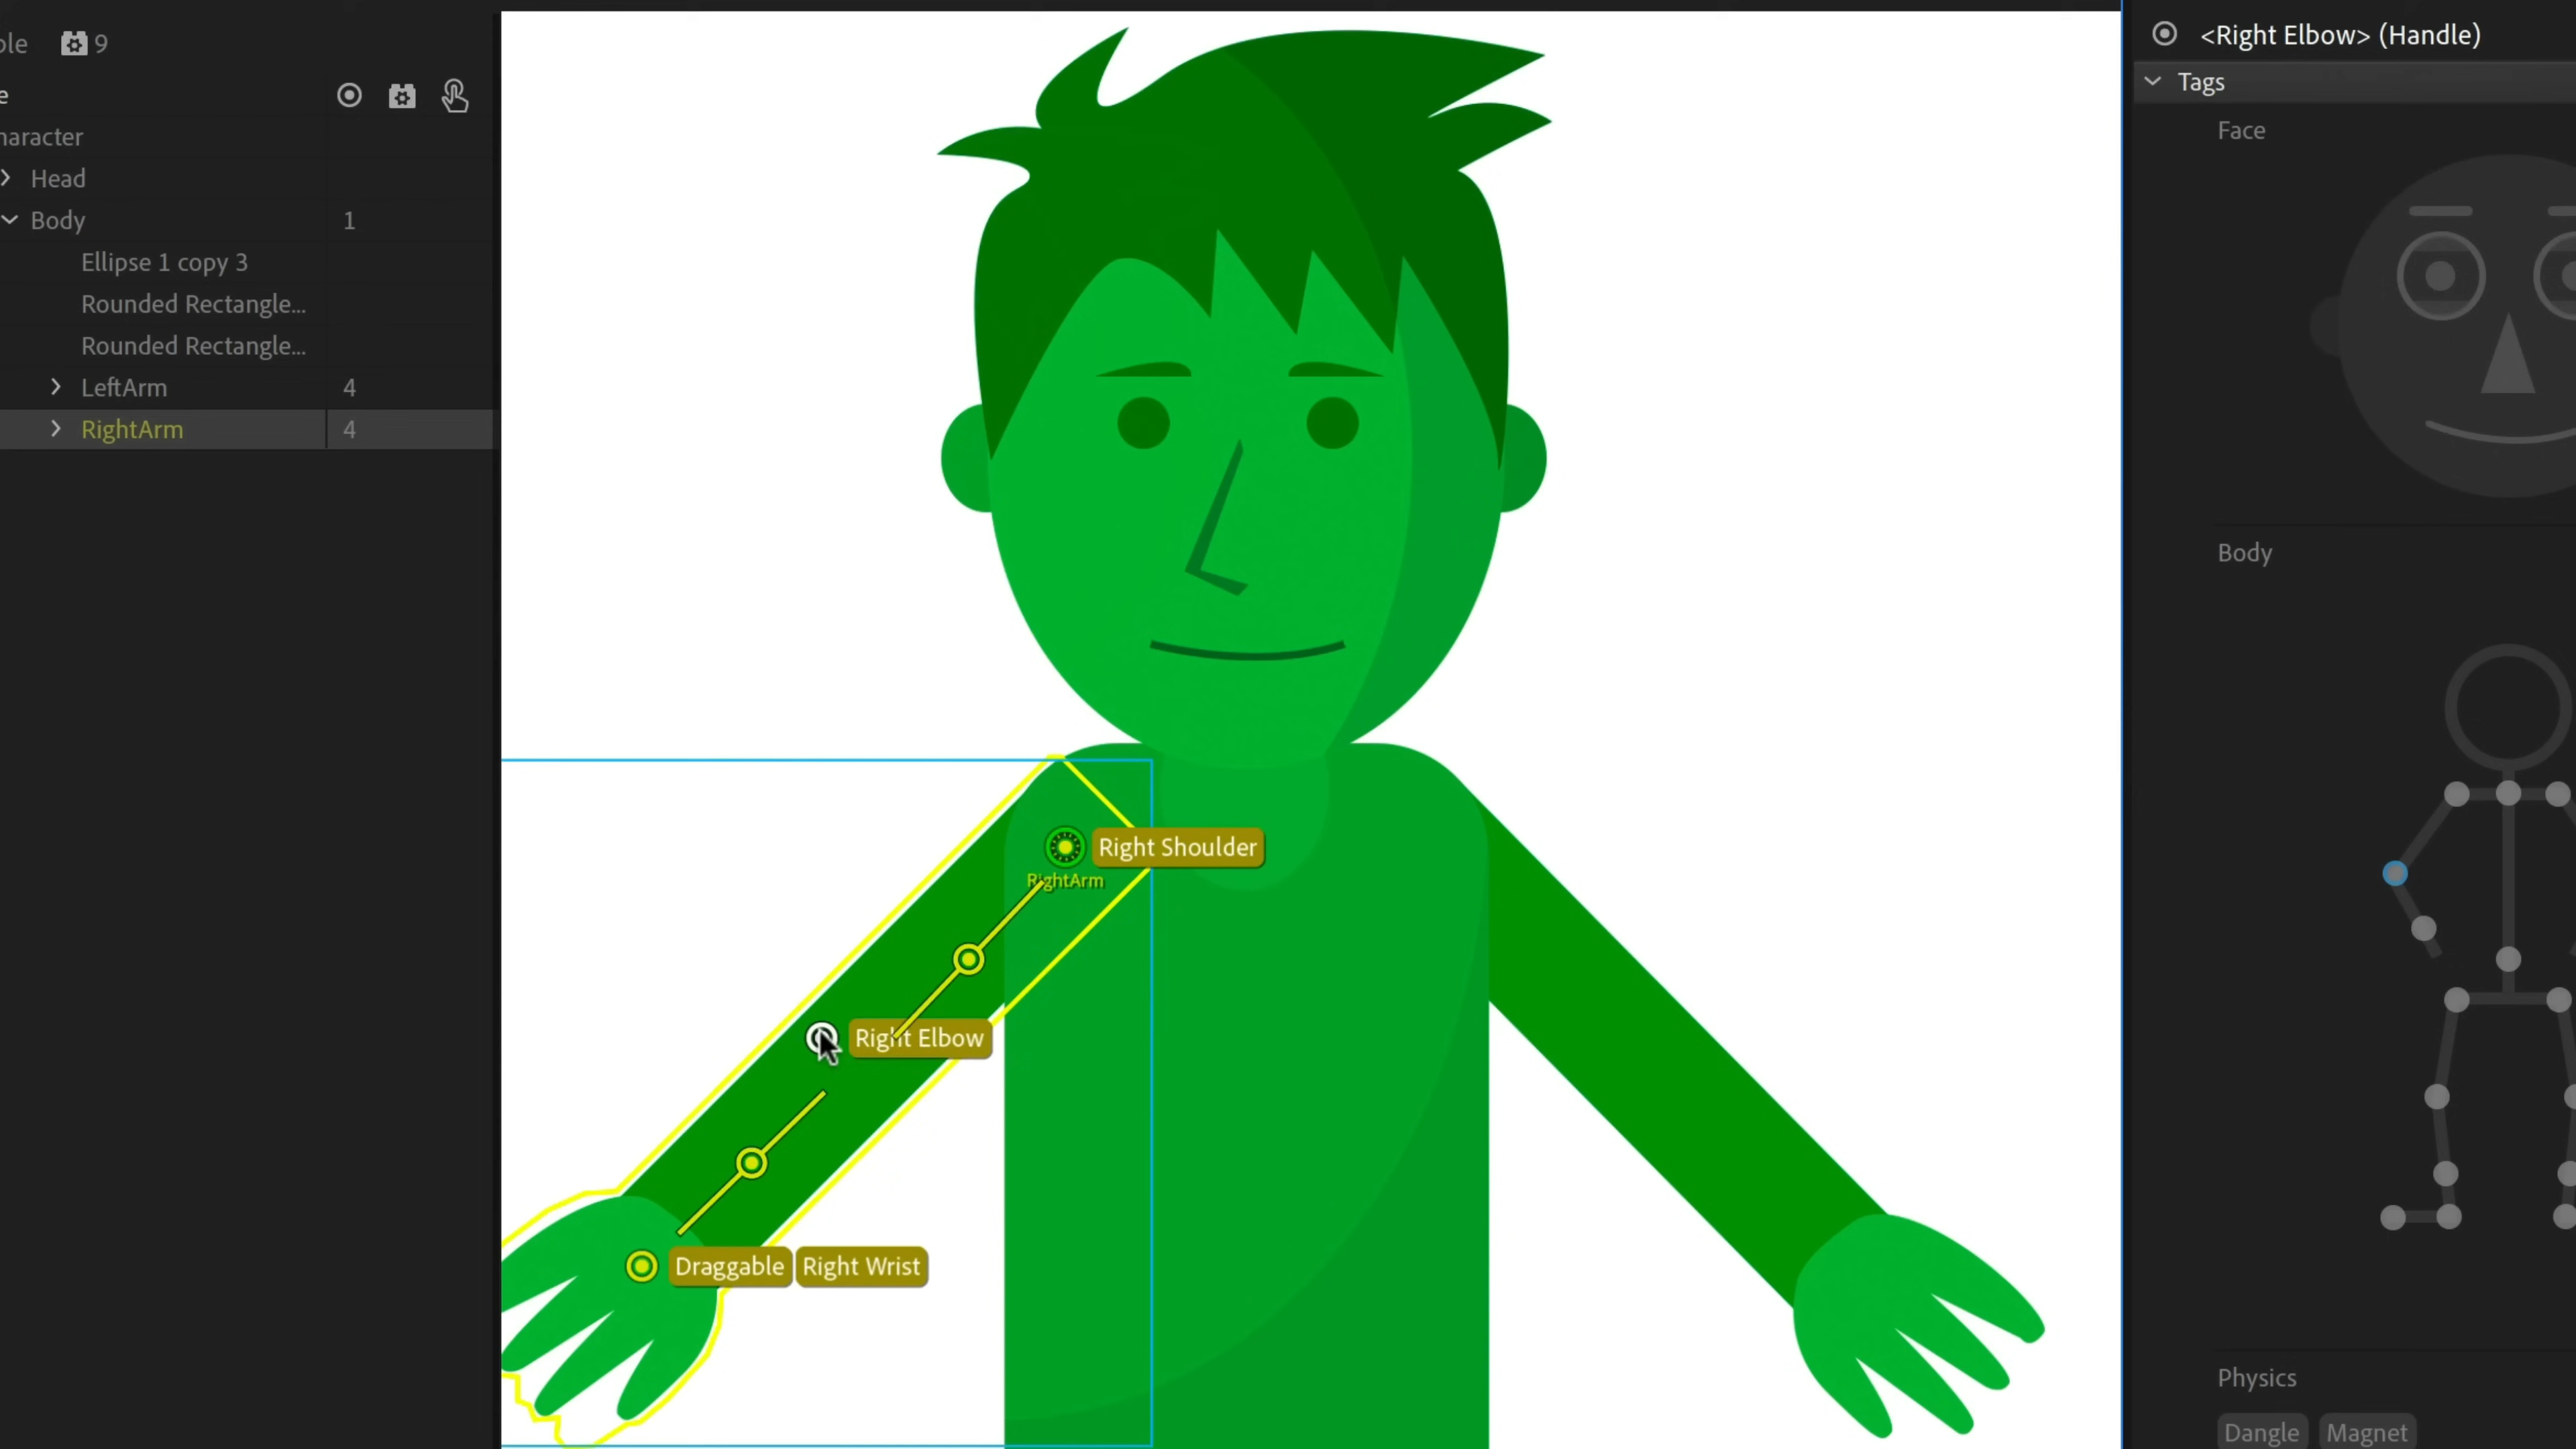 ple 9
e
haracter
Head
Body 1
Ellipse 1 copy 3
Rounded Rectangle...
Rounded Rectangle...
LeftArm 4
RightArm 4
Right Shoulder
RightArm
Right Elbow
Draggable Right Wrist
<Right Elbow> (Handle)
Tags
Face
Body
Physics
Dangle Magnet